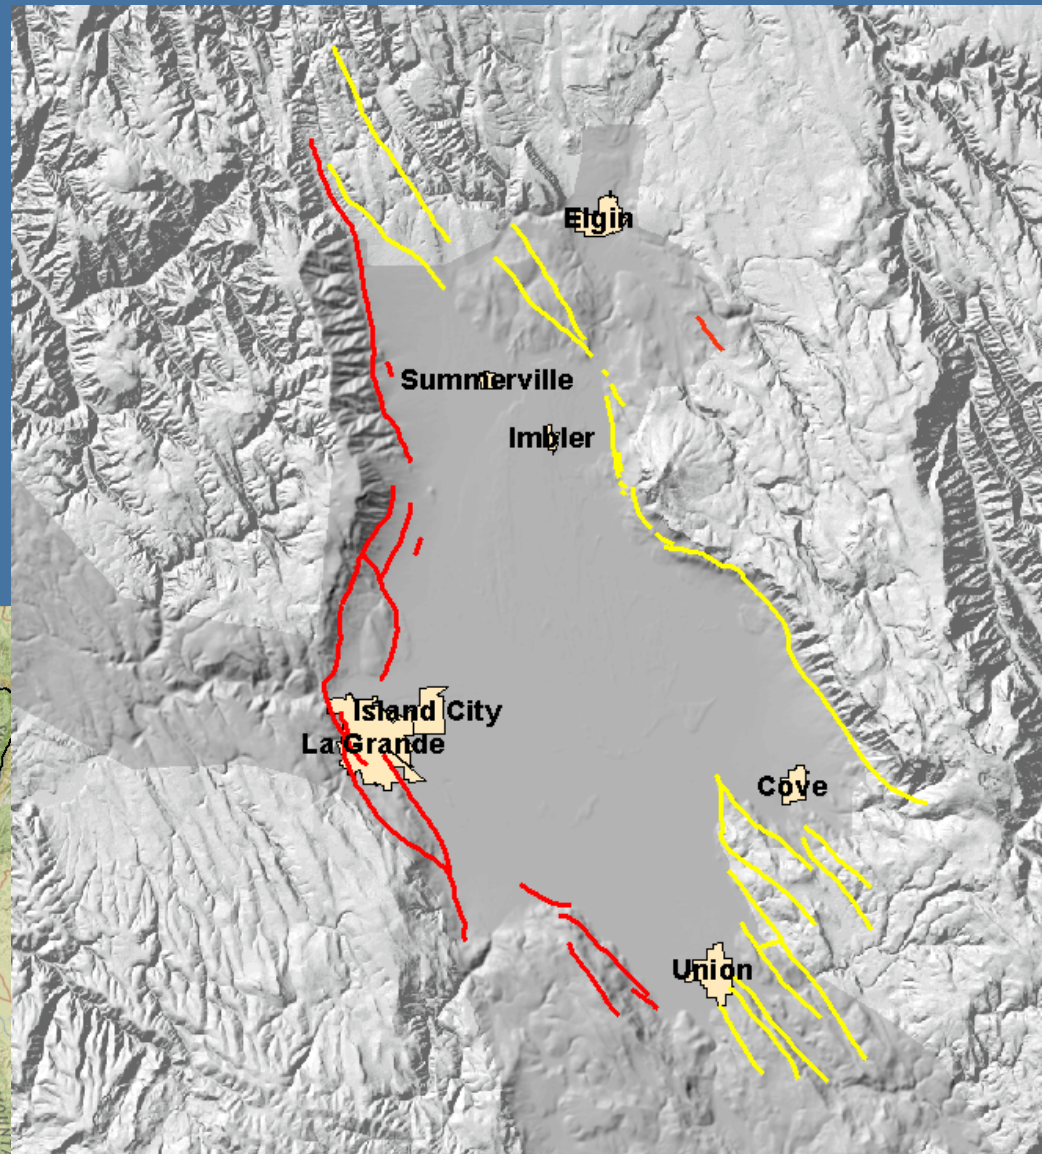 Elgin
Summerville
Imbler
Island City
La Grande
Cove
Union